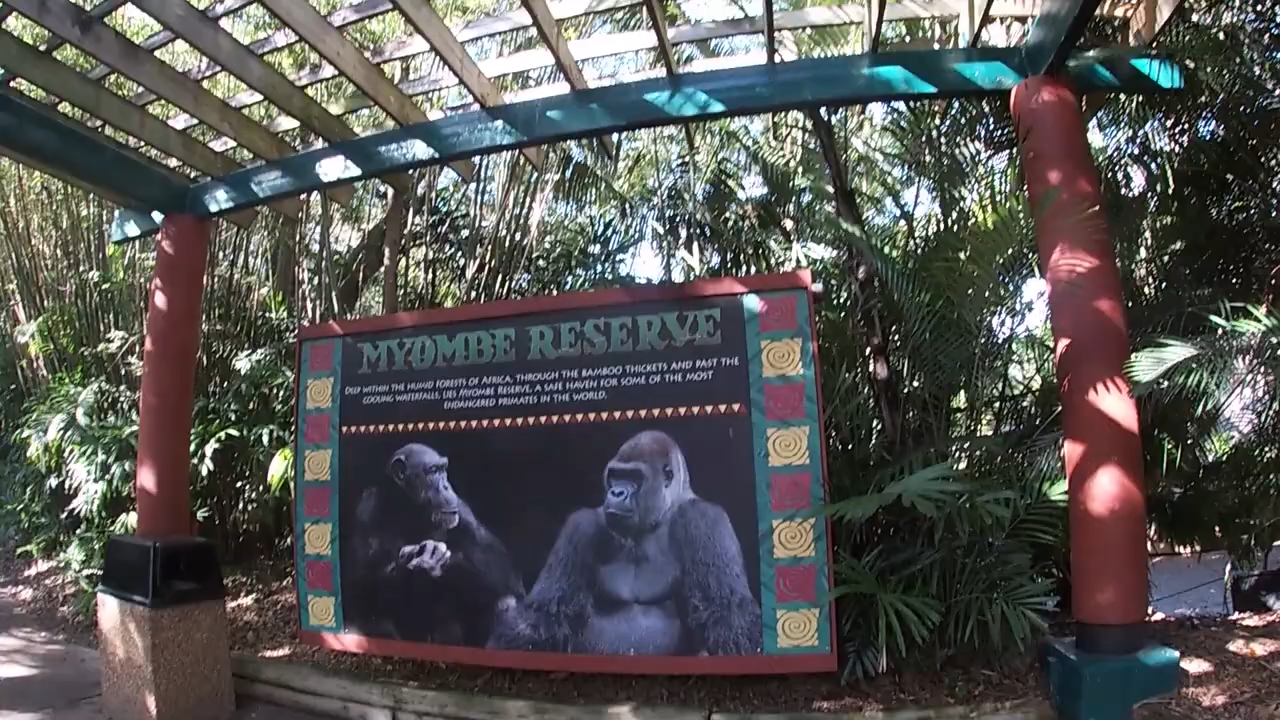 MYOMBE RESERVE
DEEP WITHIN THE HUMID FORESTS OF AFRICA, THROUGH THE BAMBOO THICKETS AND PAST THE
COOLING WATERFALLS, LIES MYOMBE RESERVE, A SAFE HAVEN FOR SOME OF THE MOST
ENDANGERED PRIMATES IN THE WORLD.